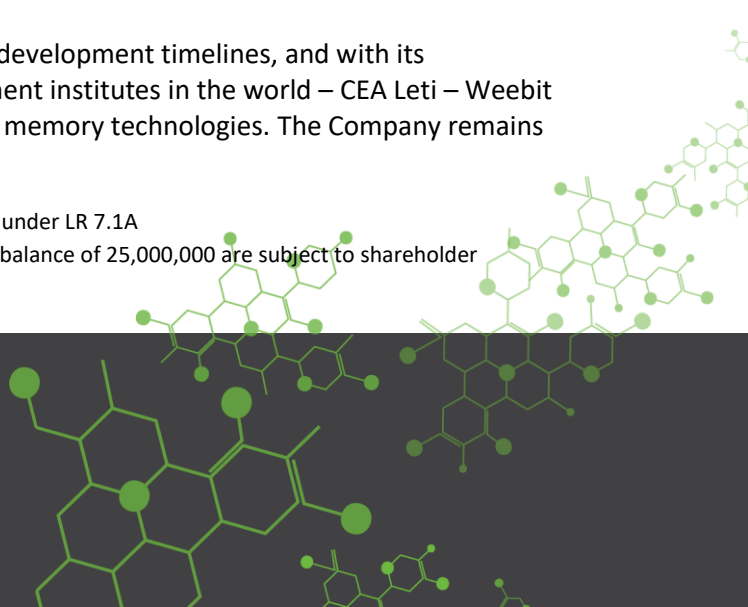 development timelines, and with its
ment institutes in the world – CEA Leti – Weebit
memory technologies. The Company remains
under LR 7.1A
balance of 25,000,000 are subject to shareholder